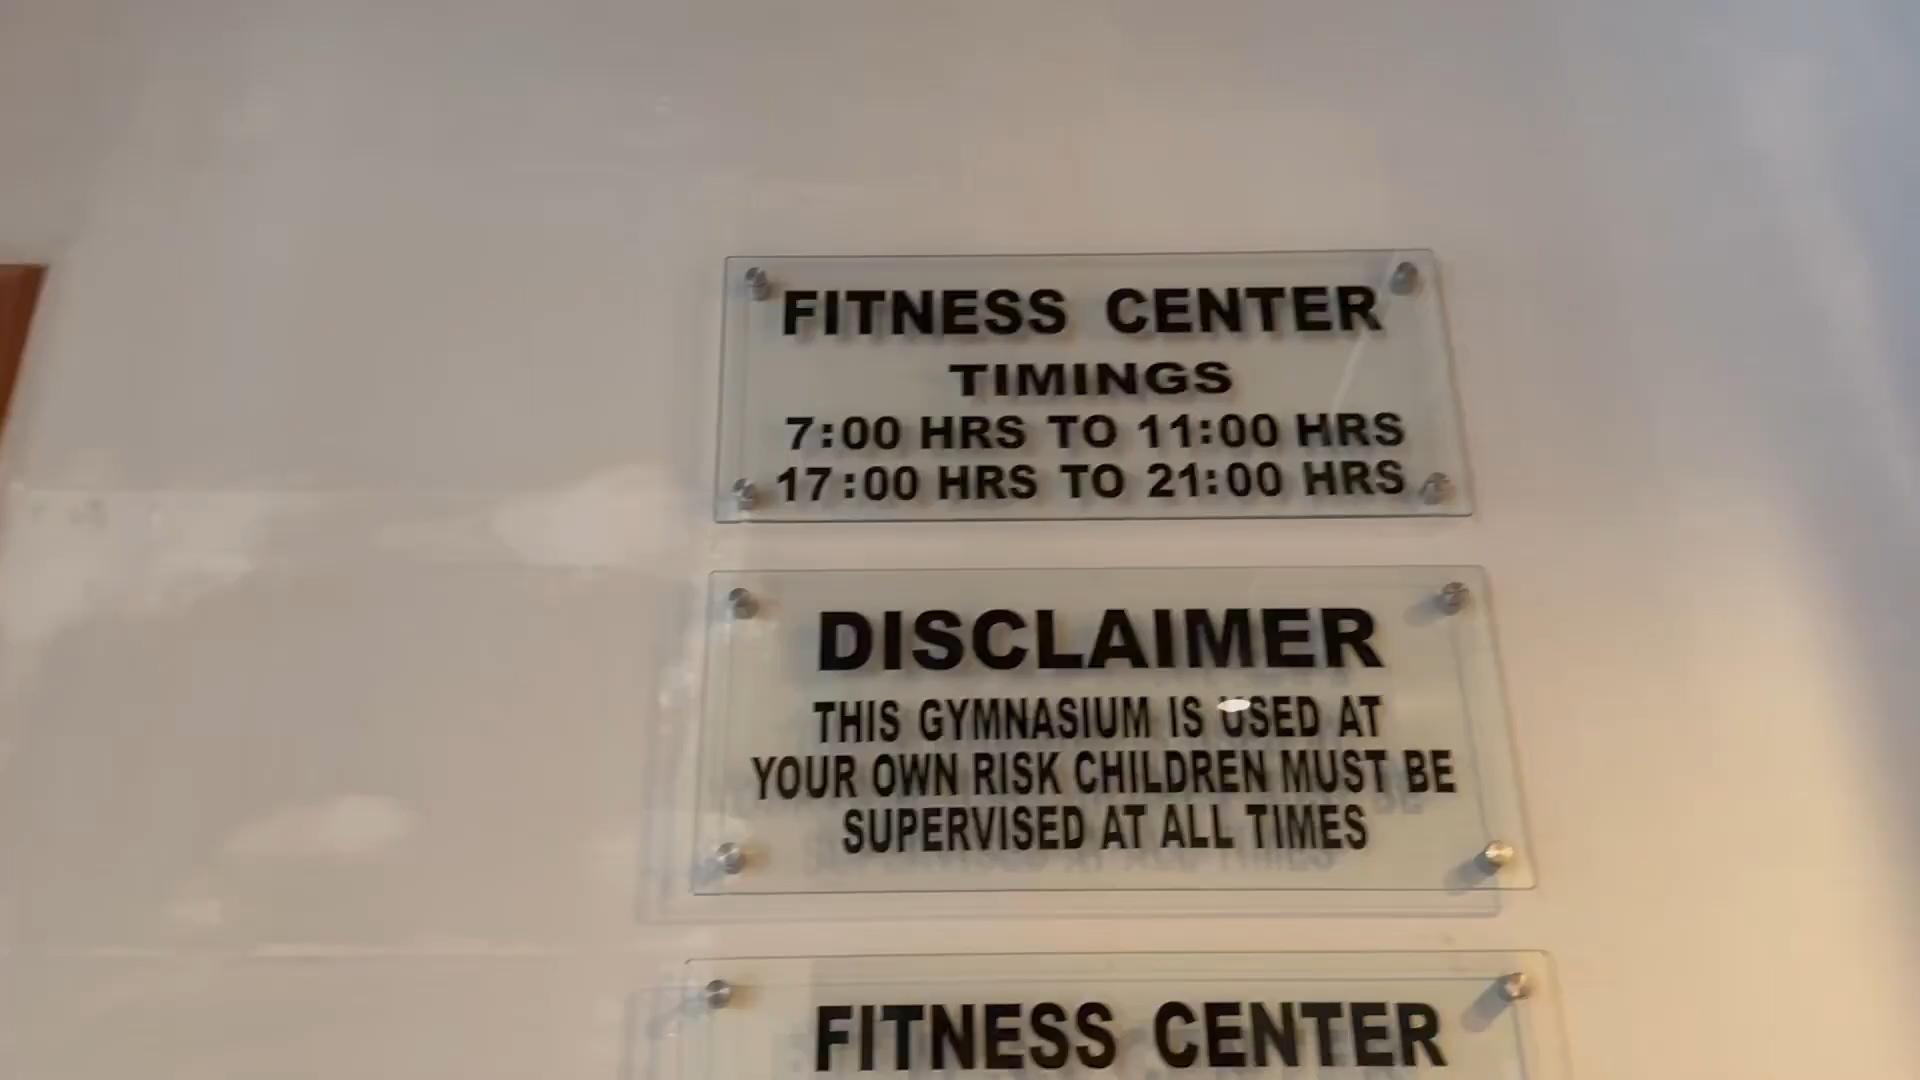 FITNESS CENTER
TIMINGS
7:00 HRS TO 11:00 HRS
17:00 HRS TO 21:00 HRS
DISCLAIMER
THIS GYMNASIUM IS USED AT
YOUR OWN RISK CHILDREN MUST BE
SUPERVISED AT ALL TIMES
FITNESS CENTER